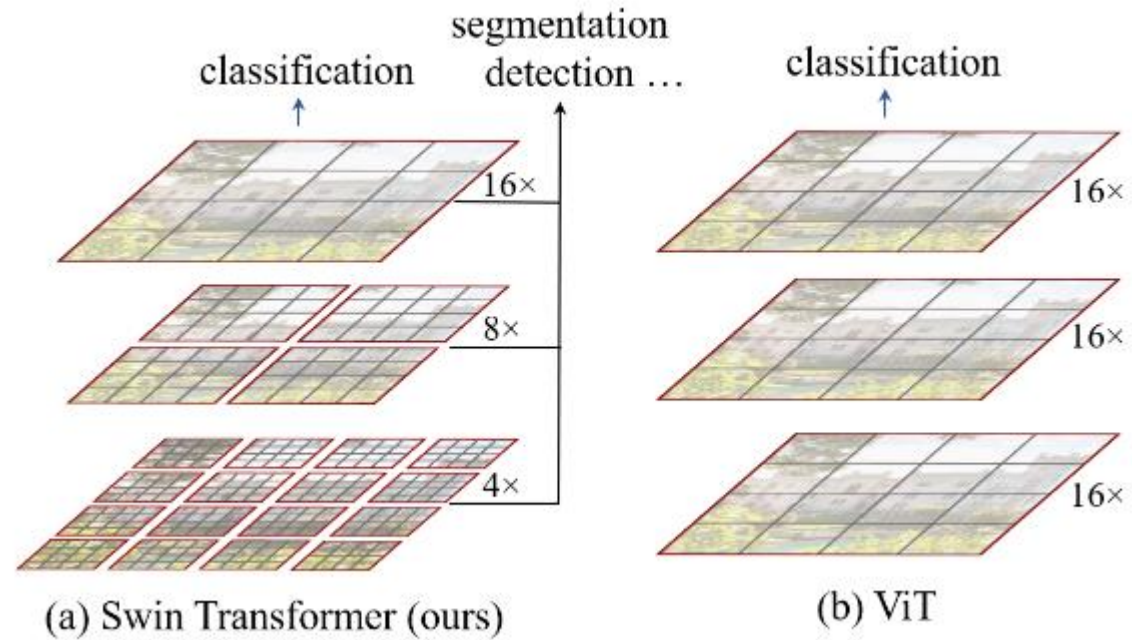 segmentation
classification
detection ...
classification
16×
8×
4×
16×
16×
16×
(a) Swin Transformer (ours)
(b) ViT